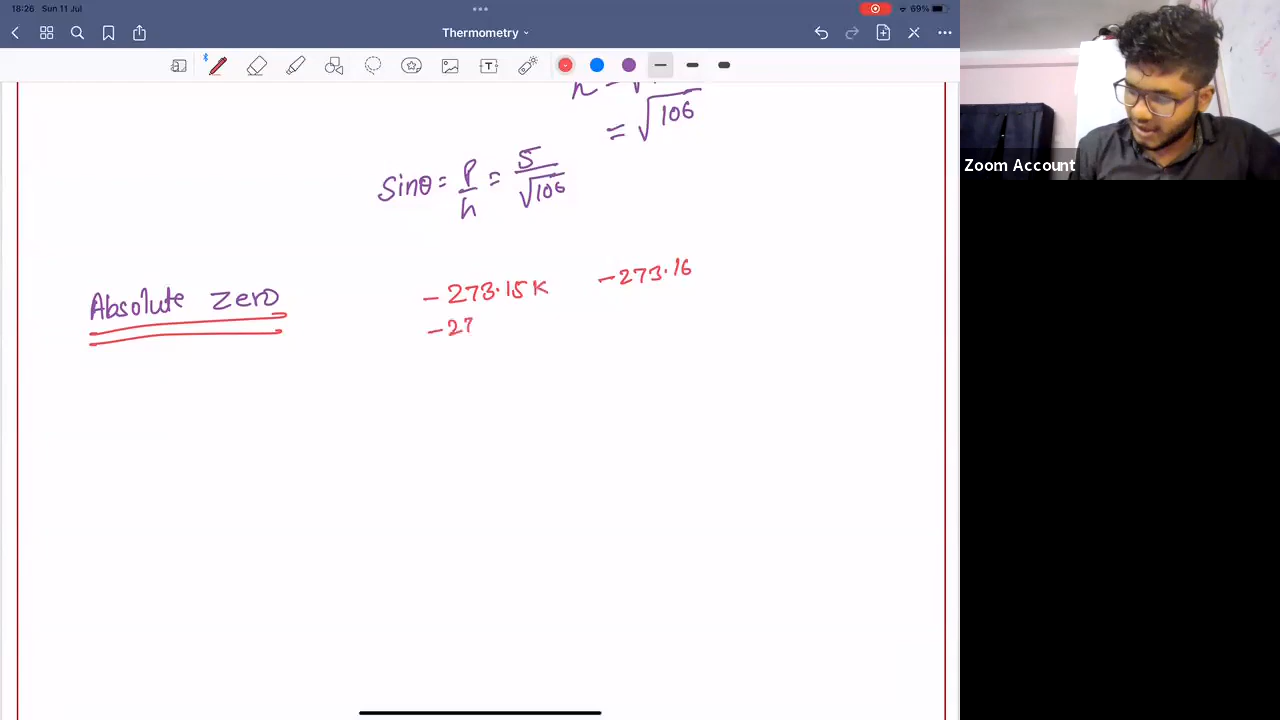 18:26 Sun 11 Jul
69%
Thermometry
= √106
Sinθ = P/h = 5/√106
Absolute Zero
-273.15K -273.16
-27
Zoom Account